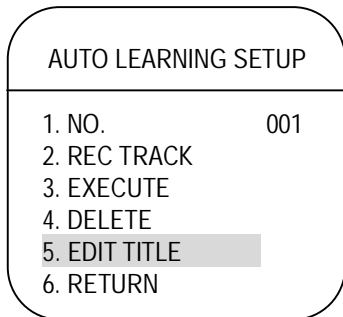 AUTO LEARNING SETUP
1. NO. 001
2. REC TRACK
3. EXECUTE
4. DELETE
5. EDIT TITLE
6. RETURN